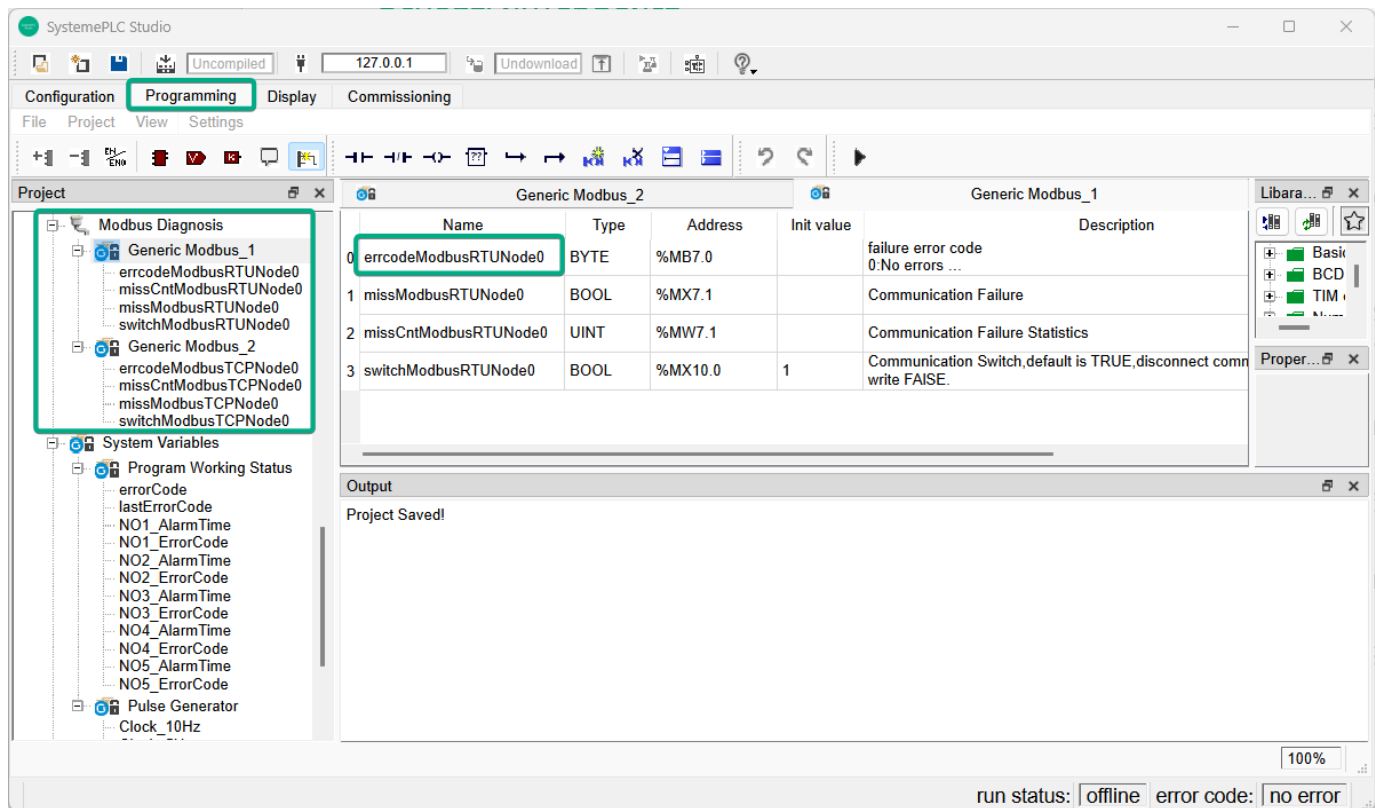 SystemePLC Studio
Uncompiled 127.0.0.1 Undownload
Configuration Programming Display Commissioning
File Project View Settings
EN/
ENO
Project
Modbus Diagnosis
Generic Modbus_1
errcodeModbusRTUNode0
missCntModbusRTUNode0
missModbusRTUNode0
switchModbusRTUNode0
Generic Modbus_2
errcodeModbusTCPNode0
missCntModbusTCPNode0
missModbusTCPNode0
switchModbusTCPNode0
System Variables
Program Working Status
errorCode
lastErrorCode
NO1_AlarmTime
NO1_ErrorCode
NO2_AlarmTime
NO2_ErrorCode
NO3_AlarmTime
NO3_ErrorCode
NO4_AlarmTime
NO4_ErrorCode
NO5_AlarmTime
NO5_ErrorCode
Pulse Generator
Clock_10Hz
Generic Modbus_2 Generic Modbus_1
Name Type Address Init value Description
0 errcodeModbusRTUNode0 BYTE %MB7.0 failure error code
0:No errors ...
1 missModbusRTUNode0 BOOL %MX7.1 Communication Failure
2 missCntModbusRTUNode0 UINT %MW7.1 Communication Failure Statistics
3 switchModbusRTUNode0 BOOL %MX10.0 1 Communication Switch,default is TRUE,disconnect comn
write FAlSE.
Output
Project Saved!
Libara...
Basic
BCD
TIM
Proper...
100%
run status: offline error code: no error